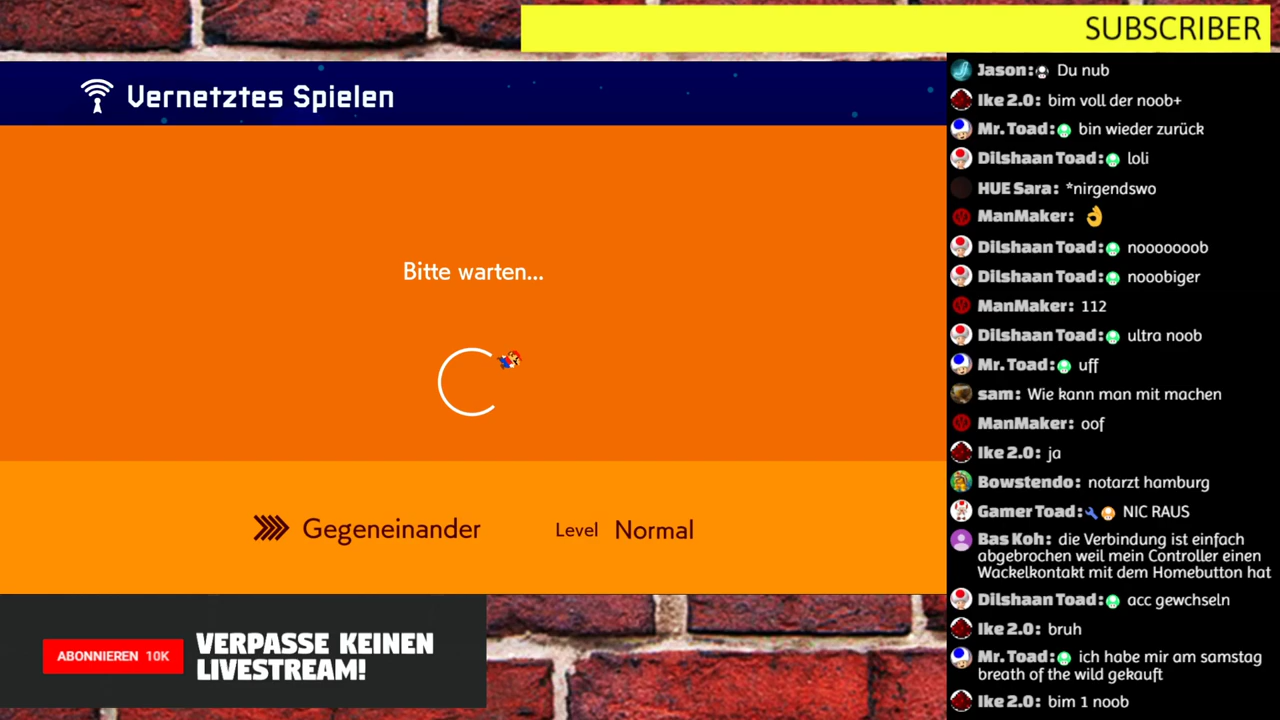 SUBSCRIBER
Vernetztes Spielen
Bitte warten...
Gegeneinander Level Normal
ABONNIEREN 10K
VERPASSE KEINEN
LIVESTREAM!
Jason: Du nub
Ike 2.0: bim voll der noob+
Mr. Toad: bin wieder zurück
Dilshaan Toad: loli
HUE Sara: *nirgendswo
ManMaker: 👌
Dilshaan Toad: nooooooob
Dilshaan Toad: nooobiger
ManMaker: 112
Dilshaan Toad: ultra noob
Mr. Toad: uff
sam: Wie kann man mit machen
ManMaker: oof
Ike 2.0: ja
Bowstendo: notarzt hamburg
Gamer Toad: NIC RAUS
Bas Koh: die Verbindung ist einfach
abgebrochen weil mein Controller einen
Wackelkontakt mit dem Homebutton hat
Dilshaan Toad: acc gewchseln
Ike 2.0: bruh
Mr. Toad: ich habe mir am samstag
breath of the wild gekauft
Ike 2.0: bim 1 noob